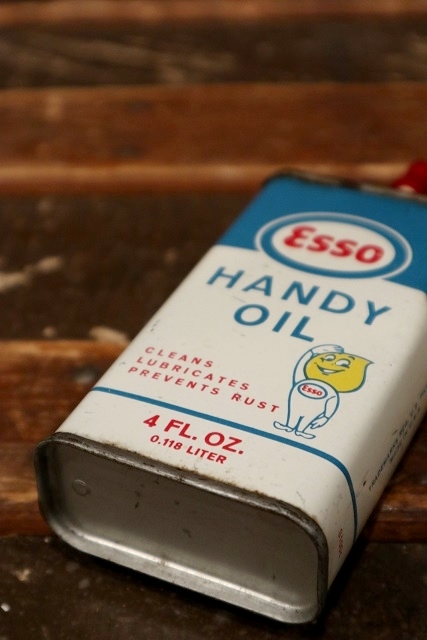 Esso
HANDY
OIL
CLEANS
LUBRICATES
PREVENTS RUST
Esso
4 FL. OZ.
0.118 LITER